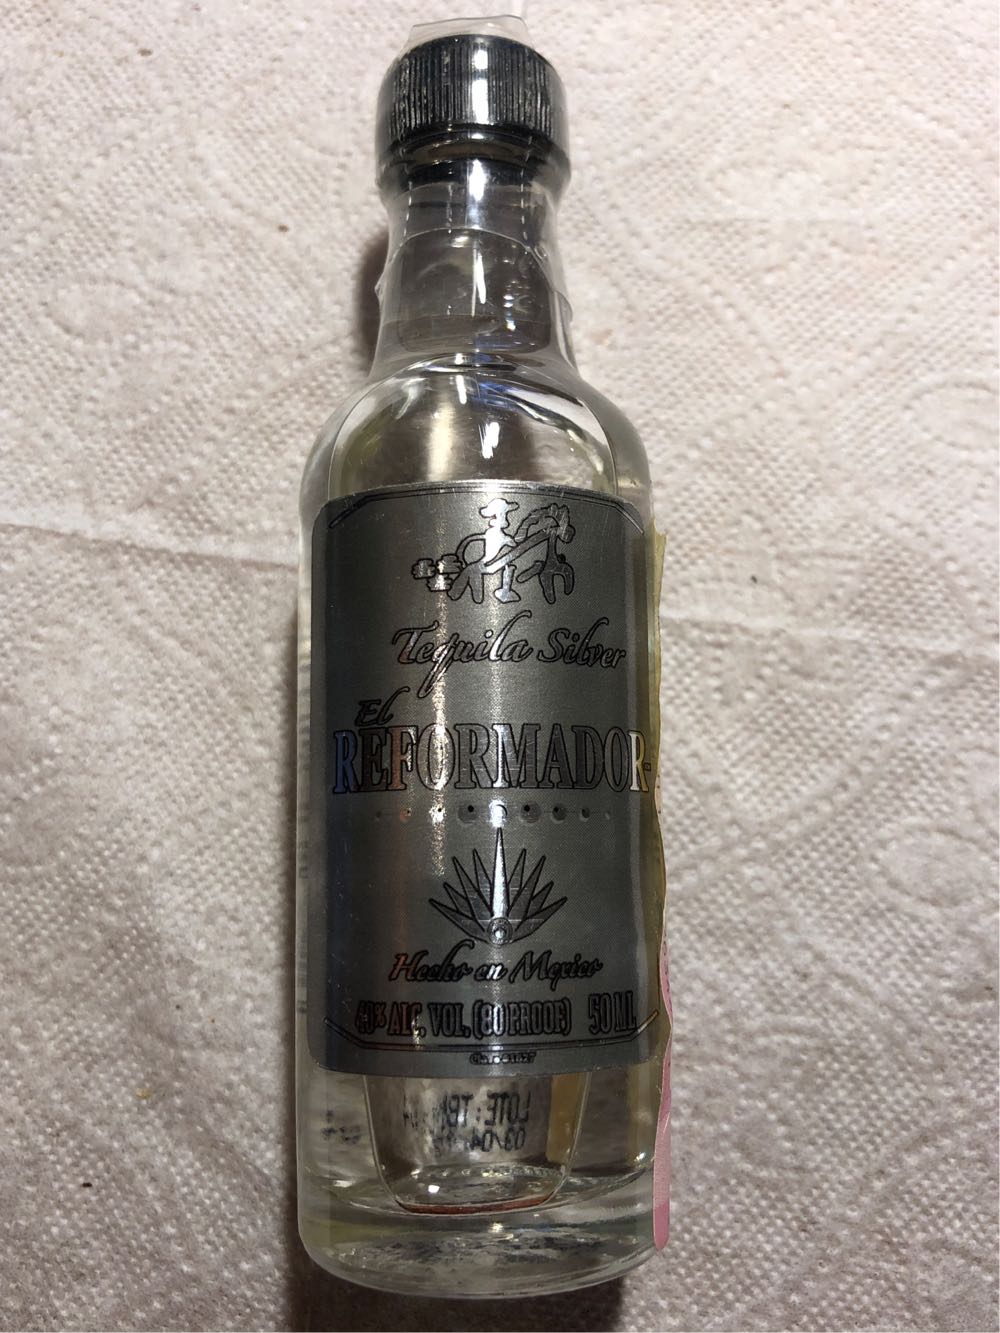 Tequila Silver
El
REFORMADOR
Hecho en Mexico
40% ALC. VOL. (80 PROOF) 50 ML
LOTE: